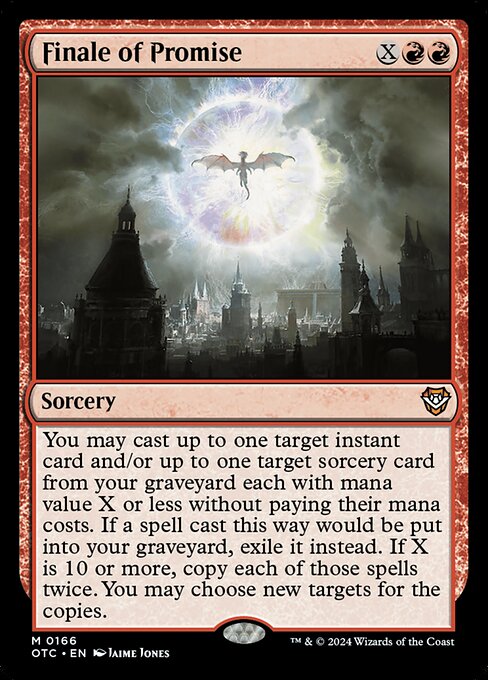 Finale of Promise X
Sorcery
You may cast up to one target instant
card and/or up to one target sorcery card
from your graveyard each with mana
value X or less without paying their mana
costs. If a spell cast this way would be put
into your graveyard, exile it instead. If X
is 10 or more, copy each of those spells
twice. You may choose new targets for the
copies.
M 0166
OTC • EN Jaime Jones
™ & © 2024 Wizards of the Coast